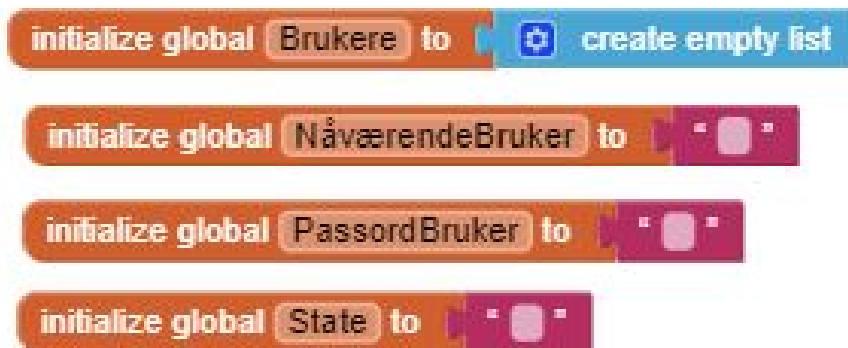 initialize global Brukere to create empty list
initialize global NåværendeBruker to " "
initialize global PassordBruker to " "
initialize global State to " "